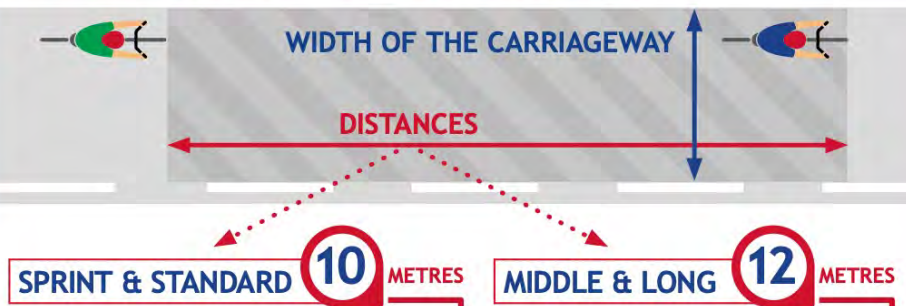 WIDTH OF THE CARRIAGEWAY
DISTANCES
SPRINT & STANDARD 10 METRES
MIDDLE & LONG 12 METRES